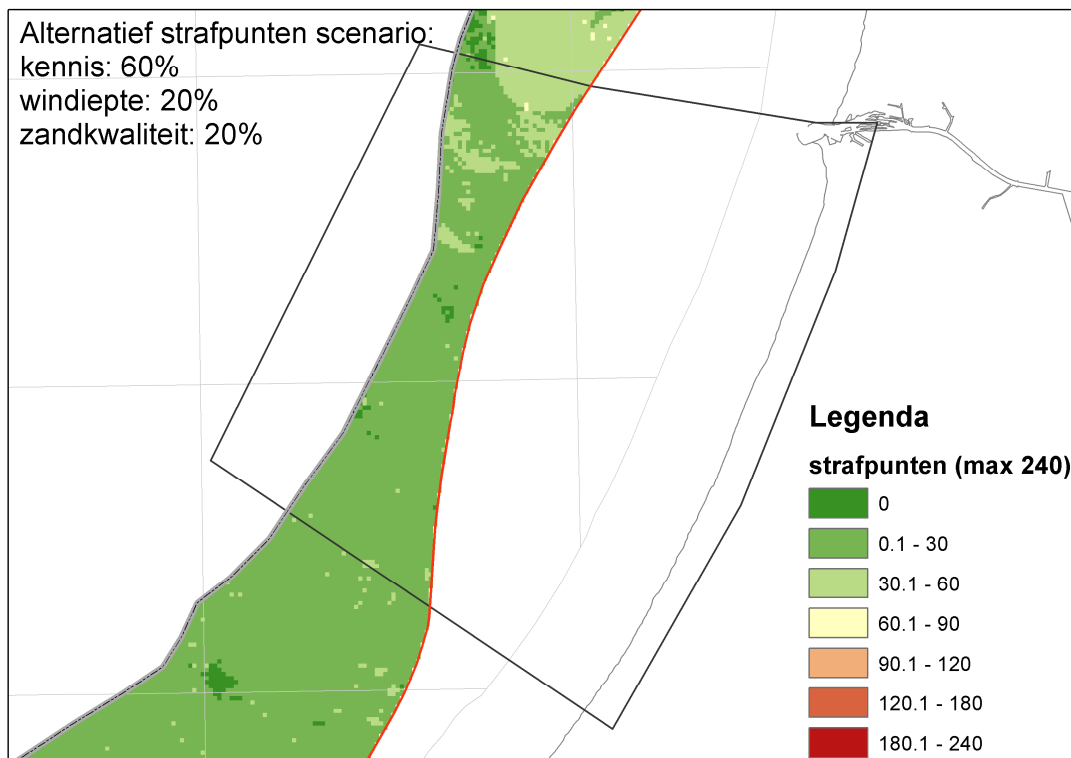 Alternatief strafpunten scenario:
kennis: 60%
windiepte: 20%
zandkwaliteit: 20%
Legenda
strafpunten (max 240)
0
0.1 - 30
30.1 - 60
60.1 - 90
90.1 - 120
120.1 - 180
180.1 - 240